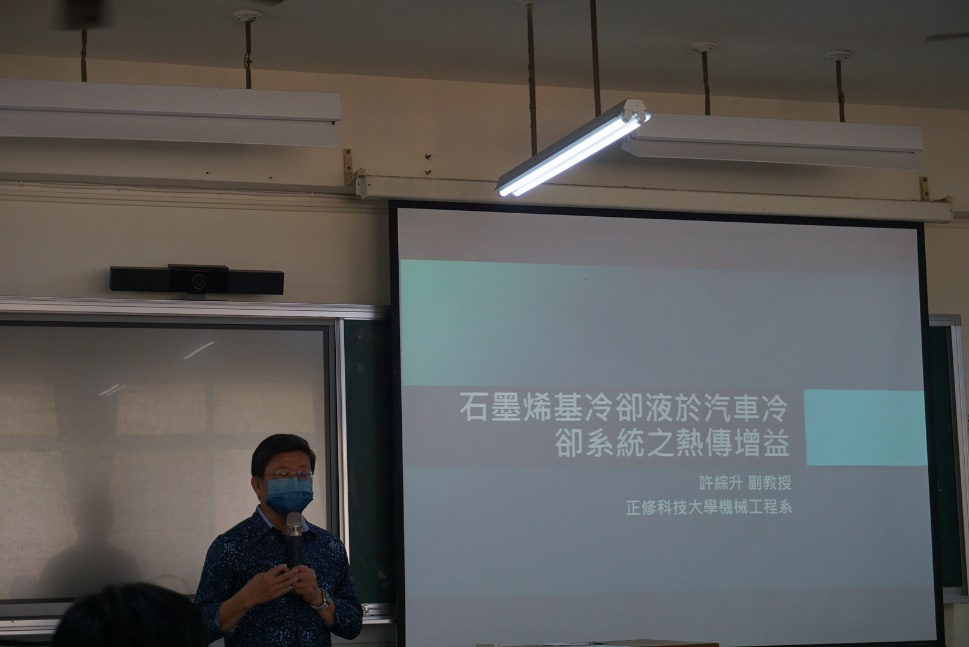 石墨烯基冷卻液於汽車冷
卻系統之熱傳增益
許綜升 副教授
正修科技大學機械工程系